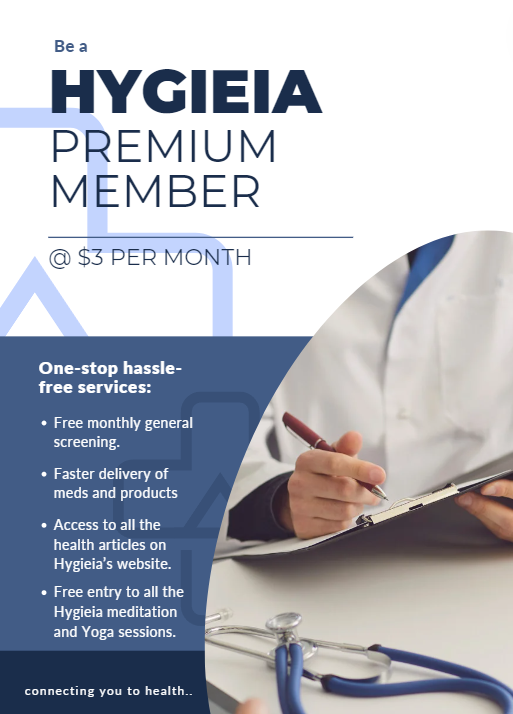 Be a
HYGIEIA
PREMIUM
MEMBER
@ $3 PER MONTH
One-stop hassle-
free services:
• Free monthly general
screening.
• Faster delivery of
meds and products
• Access to all the
health articles on
Hygieia's website.
• Free entry to all the
Hygieia meditation
and Yoga sessions.
connecting you to health..